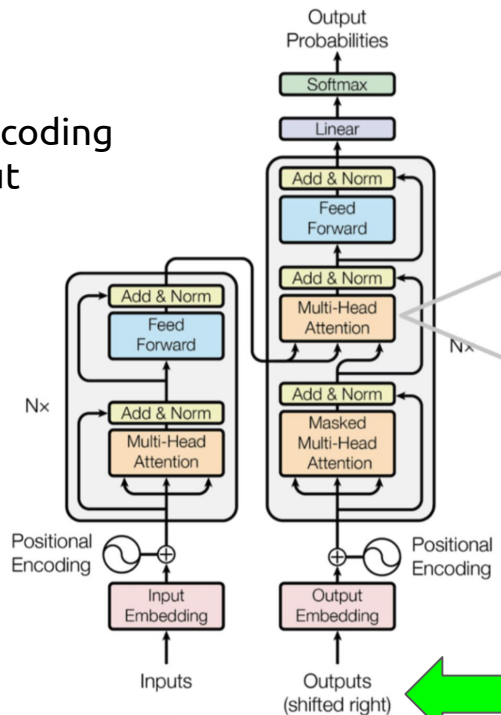 coding
ut
Output
Probabilities
Softmax
Linear
Add & Norm
Feed
Forward
Add & Norm
Multi-Head
Attention
Add & Norm
Masked
Multi-Head
Attention
Nx
Positional
Encoding
Output
Embedding
Outputs
(shifted right)
Add & Norm
Feed
Forward
Add & Norm
Multi-Head
Attention
Nx
Positional
Encoding
Input
Embedding
Inputs